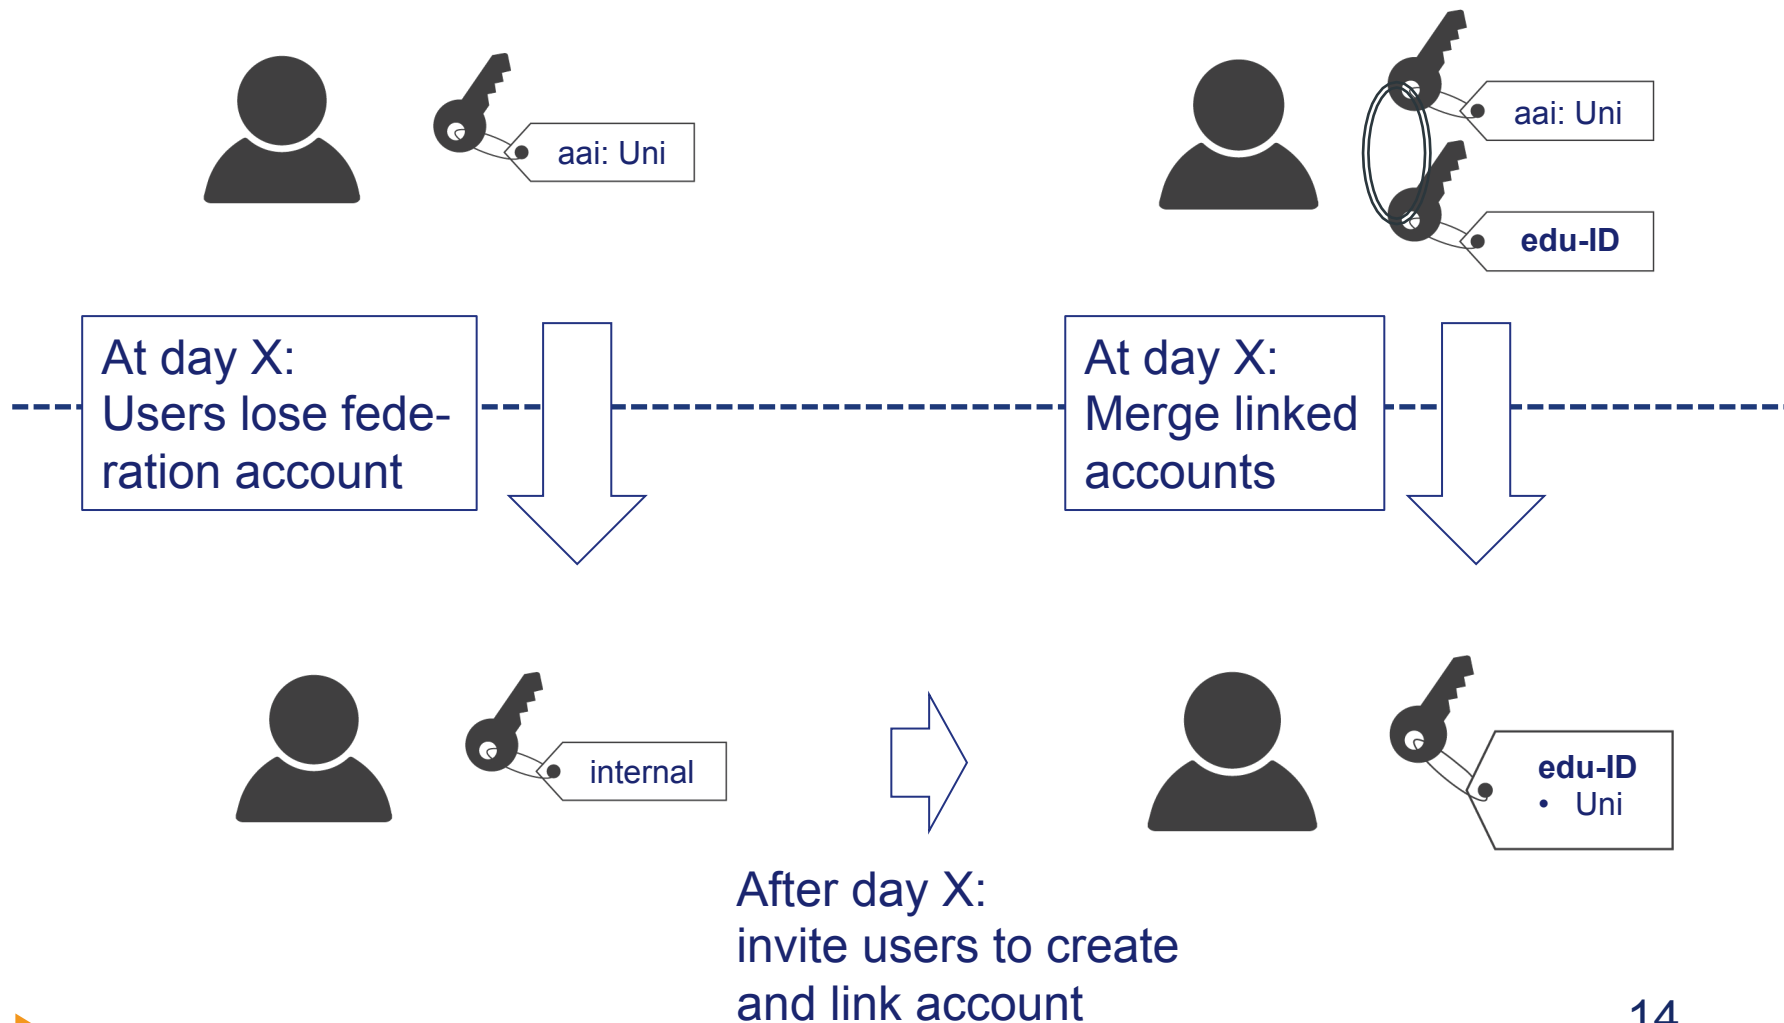 aai: Uni
aai: Uni
edu-ID
At day X:
Users lose fede-
ration account
At day X:
Merge linked
accounts
internal
edu-ID
• Uni
After day X:
invite users to create
and link account
14